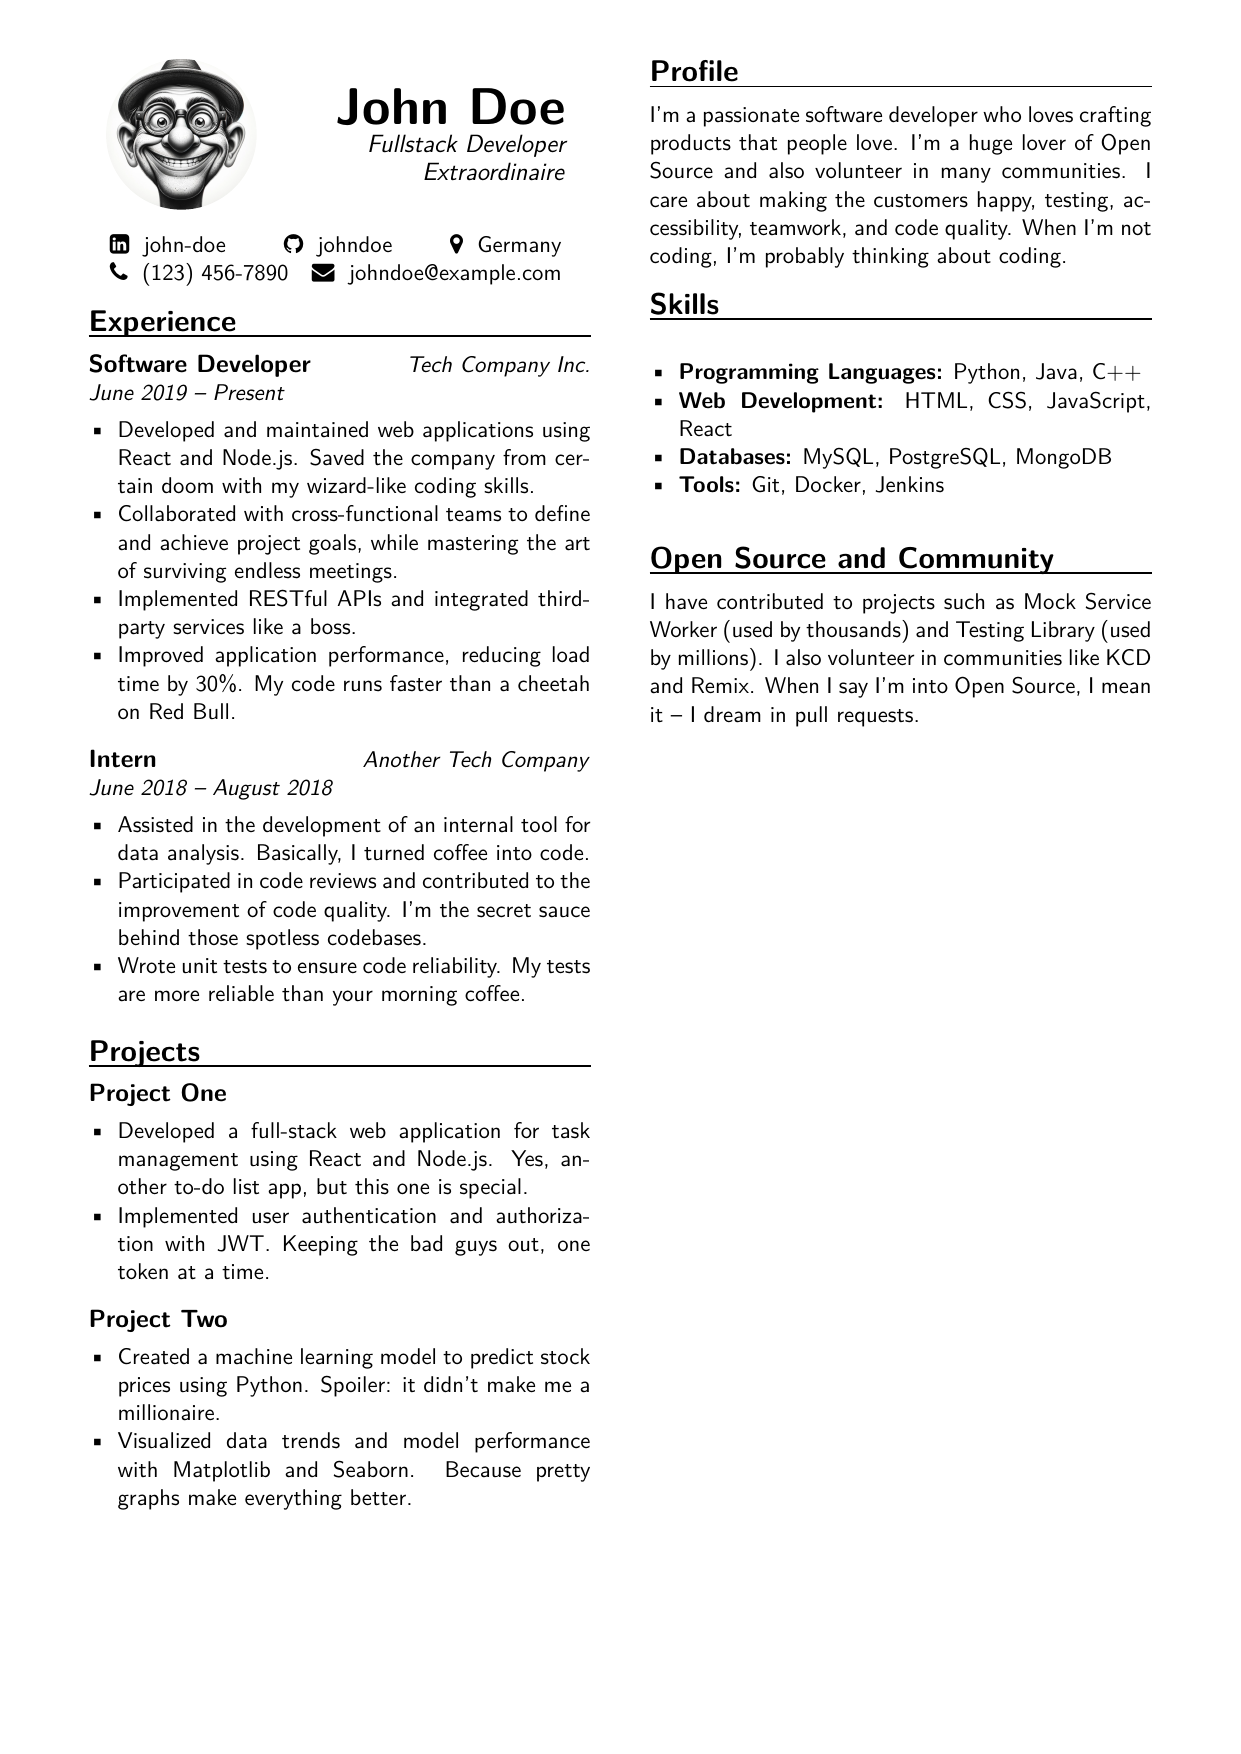 John Doe
Fullstack Developer
Extraordinaire
john-doe johndoe Germany
(123) 456-7890 johndoe@example.com
Experience
Software Developer Tech Company Inc.
June 2019 – Present
▪ Developed and maintained web applications using
React and Node.js. Saved the company from cer-
tain doom with my wizard-like coding skills.
▪ Collaborated with cross-functional teams to define
and achieve project goals, while mastering the art
of surviving endless meetings.
▪ Implemented RESTful APIs and integrated third-
party services like a boss.
▪ Improved application performance, reducing load
time by 30%. My code runs faster than a cheetah
on Red Bull.
Intern Another Tech Company
June 2018 – August 2018
▪ Assisted in the development of an internal tool for
data analysis. Basically, I turned coffee into code.
▪ Participated in code reviews and contributed to the
improvement of code quality. I'm the secret sauce
behind those spotless codebases.
▪ Wrote unit tests to ensure code reliability. My tests
are more reliable than your morning coffee.
Projects
Project One
▪ Developed a full-stack web application for task
management using React and Node.js. Yes, an-
other to-do list app, but this one is special.
▪ Implemented user authentication and authoriza-
tion with JWT. Keeping the bad guys out, one
token at a time.
Project Two
▪ Created a machine learning model to predict stock
prices using Python. Spoiler: it didn't make me a
millionaire.
▪ Visualized data trends and model performance
with Matplotlib and Seaborn. Because pretty
graphs make everything better.
Profile
I'm a passionate software developer who loves crafting
products that people love. I'm a huge lover of Open
Source and also volunteer in many communities. I
care about making the customers happy, testing, ac-
cessibility, teamwork, and code quality. When I'm not
coding, I'm probably thinking about coding.
Skills
▪ Programming Languages: Python, Java, C++
▪ Web Development: HTML, CSS, JavaScript,
React
▪ Databases: MySQL, PostgreSQL, MongoDB
▪ Tools: Git, Docker, Jenkins
Open Source and Community
I have contributed to projects such as Mock Service
Worker (used by thousands) and Testing Library (used
by millions). I also volunteer in communities like KCD
and Remix. When I say I'm into Open Source, I mean
it – I dream in pull requests.